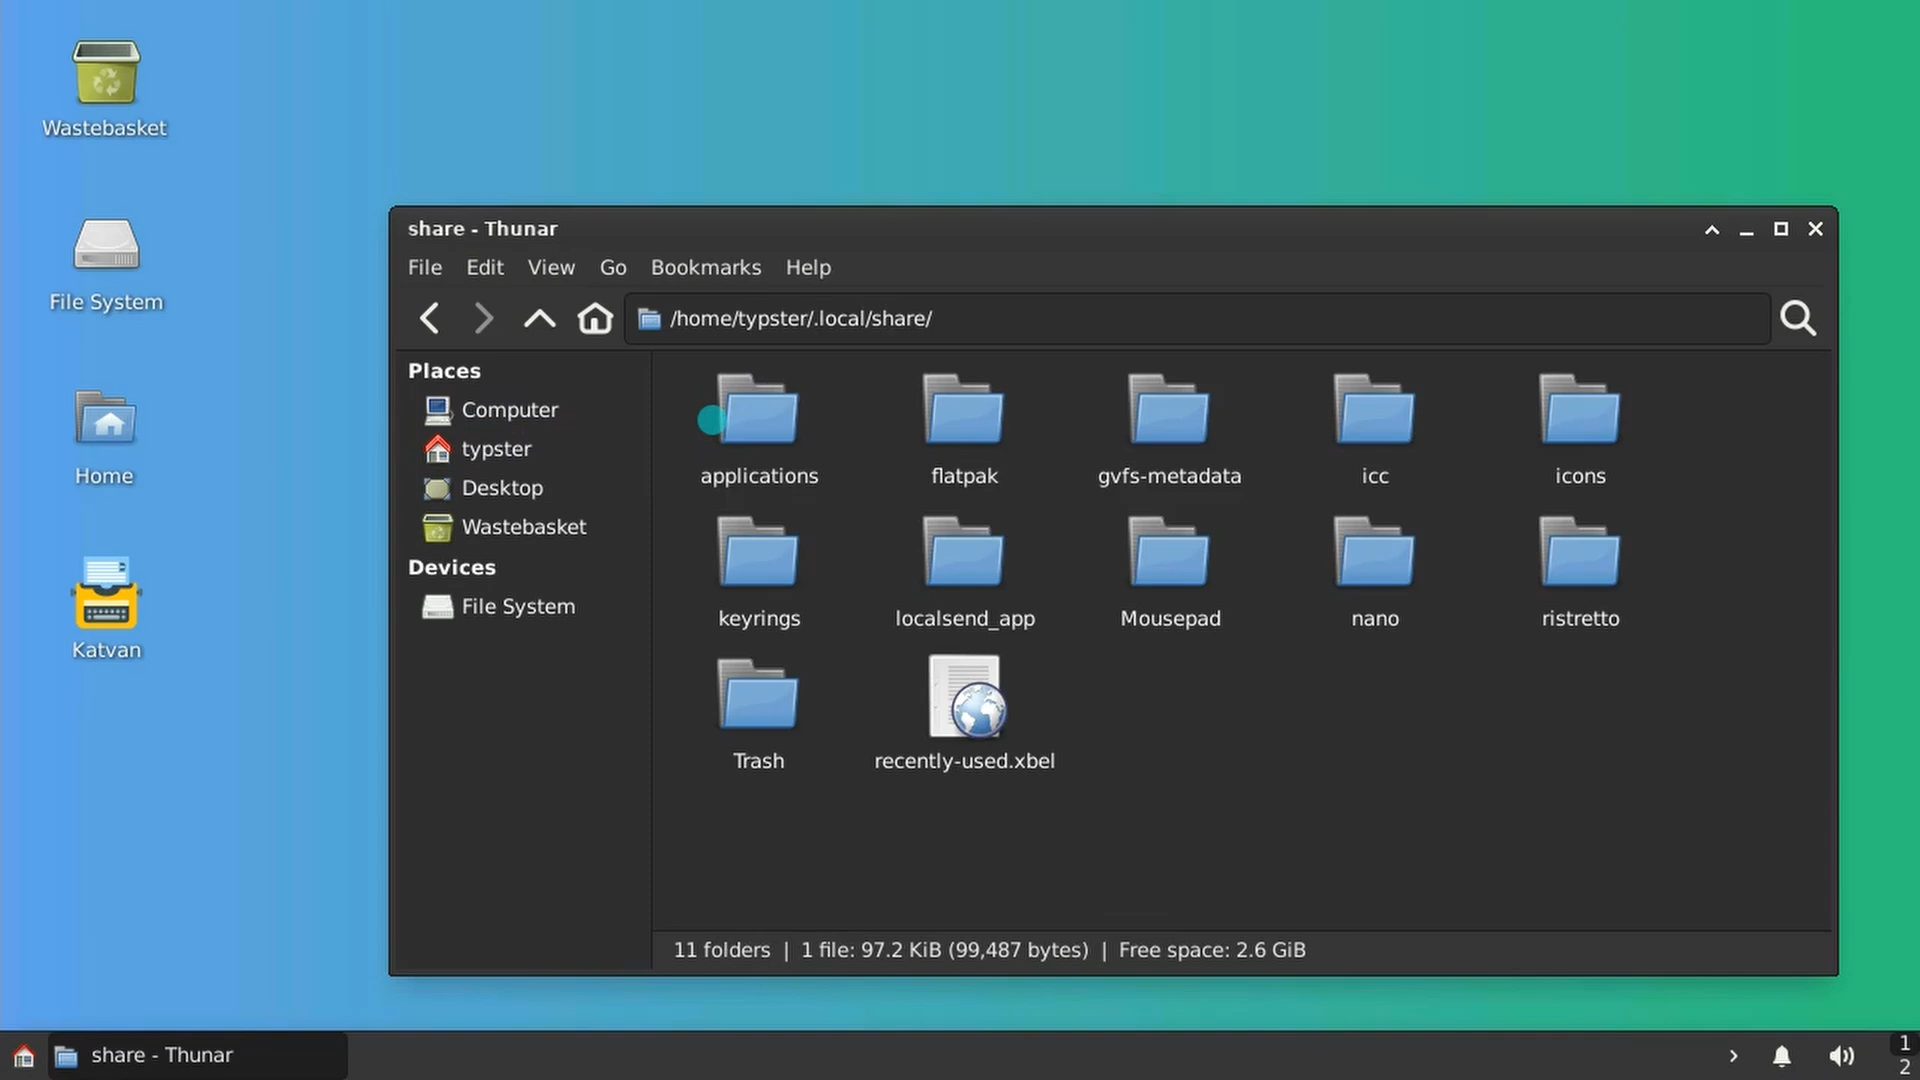 Wastebasket
File System
Home
Katvan
share - Thunar
File Edit View Go Bookmarks Help
/home/typster/.local/share/
Places
Computer
typster
Desktop
Wastebasket
Devices
File System
applications flatpak gvfs-metadata icc icons
keyrings localsend_app Mousepad nano ristretto
Trash recently-used.xbel
11 folders | 1 file: 97.2 KiB (99,487 bytes) | Free space: 2.6 GiB
share - Thunar
1
2